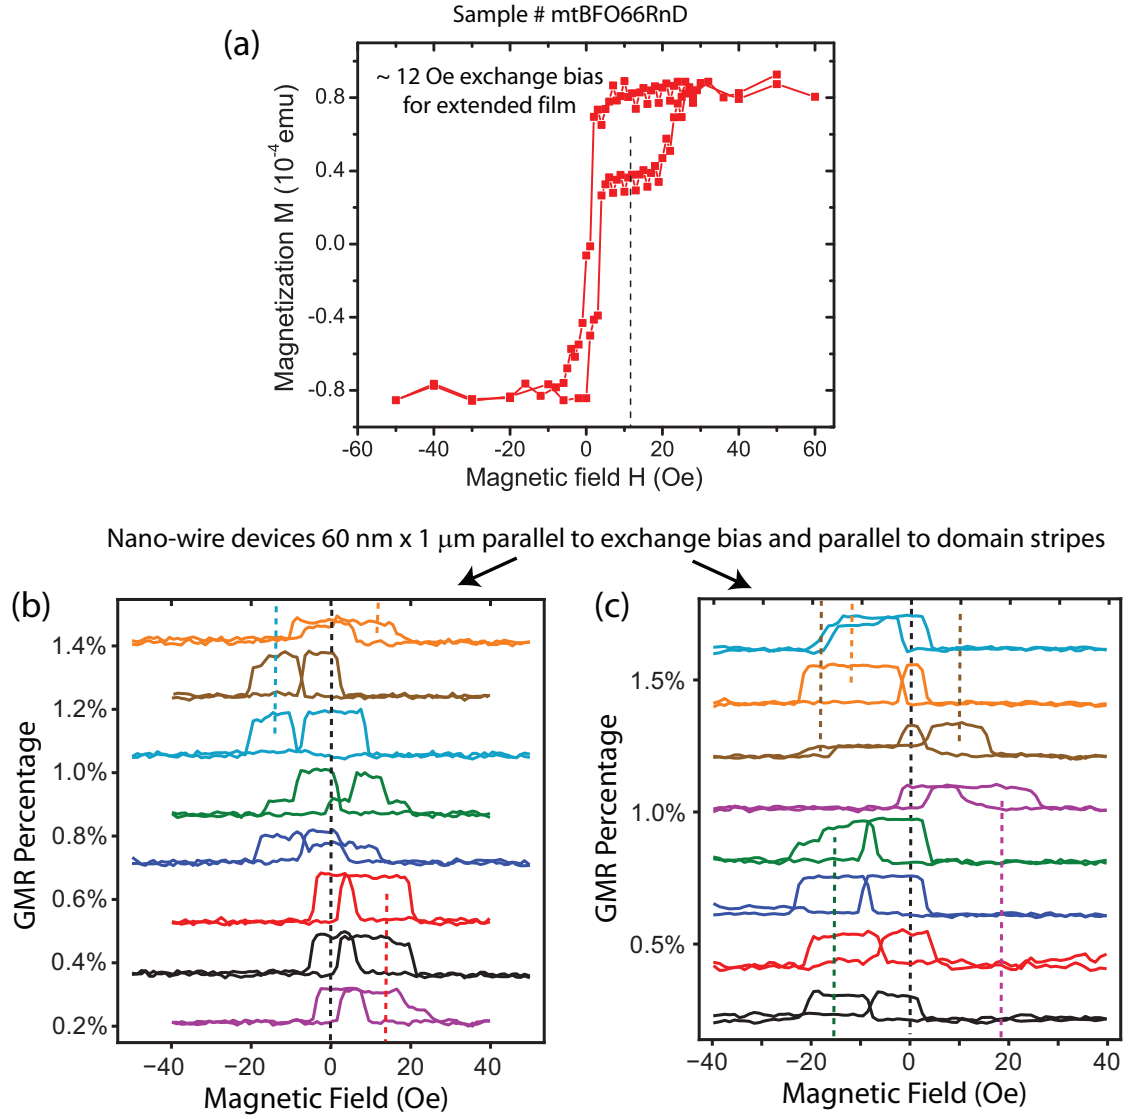 Sample # mtBFO66RnD
(a)
~ 12 Oe exchange bias
for extended film
Magnetization M (10⁻⁴ emu)
0.8
0.4
0.0
-0.4
-0.8
-60 -40 -20 0 20 40 60
Magnetic field H (Oe)
Nano-wire devices 60 nm x 1 μm parallel to exchange bias and parallel to domain stripes
(b)
GMR Percentage
1.4%
1.2%
1.0%
0.8%
0.6%
0.4%
0.2%
−40 −20 0 20 40
Magnetic Field (Oe)
(c)
GMR Percentage
1.5%
1.0%
0.5%
−40 −20 0 20 40
Magnetic Field (Oe)